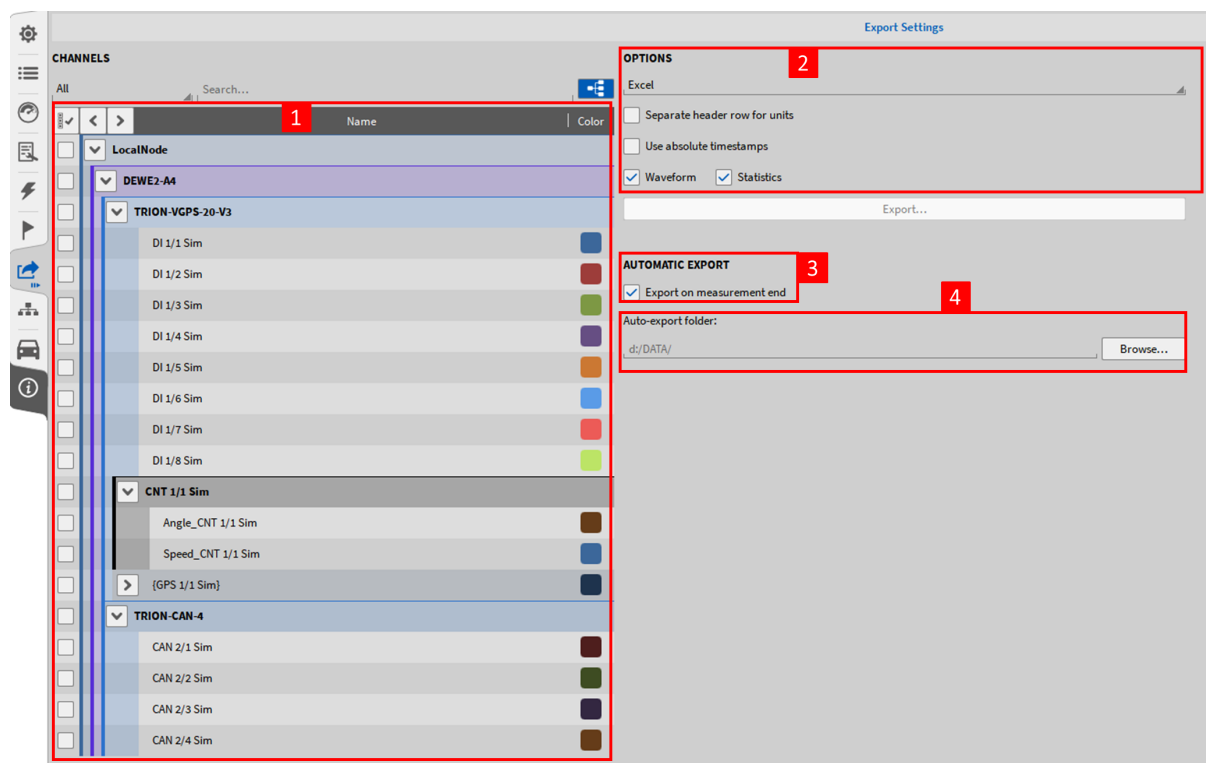 Export Settings
CHANNELS
All
Search...
1
Name
Color
LocalNode
DEWE2-A4
TRION-VGPS-20-V3
DI 1/1 Sim
DI 1/2 Sim
DI 1/3 Sim
DI 1/4 Sim
DI 1/5 Sim
DI 1/6 Sim
DI 1/7 Sim
DI 1/8 Sim
CNT 1/1 Sim
Angle_CNT 1/1 Sim
Speed_CNT 1/1 Sim
{GPS 1/1 Sim}
TRION-CAN-4
CAN 2/1 Sim
CAN 2/2 Sim
CAN 2/3 Sim
CAN 2/4 Sim
OPTIONS
2
Excel
Separate header row for units
Use absolute timestamps
Waveform
Statistics
Export...
AUTOMATIC EXPORT
3
Export on measurement end
4
Auto-export folder:
d:/DATA/
Browse...